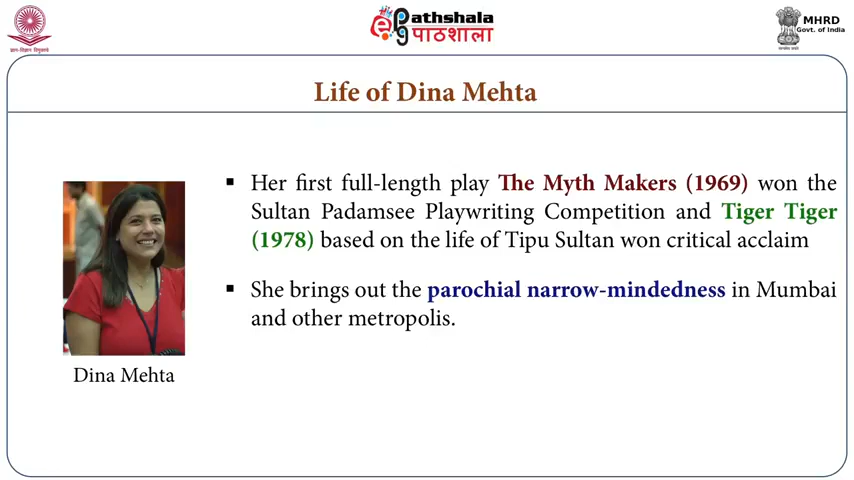 ePathshala
पाठशाला
MHRD
Govt. of India
Life of Dina Mehta
Her first full-length play The Myth Makers (1969) won the
Sultan Padamsee Playwriting Competition and Tiger Tiger
(1978) based on the life of Tipu Sultan won critical acclaim
She brings out the parochial narrow-mindedness in Mumbai
and other metropolis.
Dina Mehta